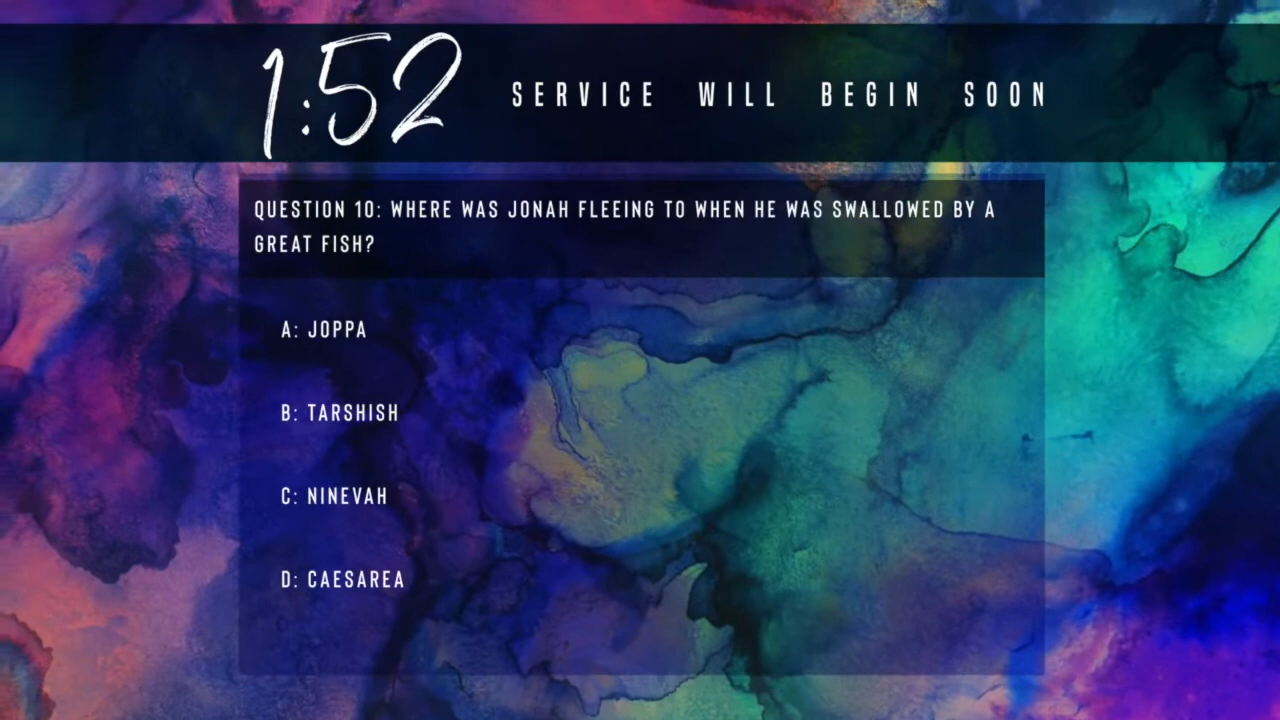 1:52
SERVICE WILL BEGIN SOON
QUESTION 10: WHERE WAS JONAH FLEEING TO WHEN HE WAS SWALLOWED BY A
GREAT FISH?
A: JOPPA
B: TARSHISH
C: NINEVAH
D: CAESAREA